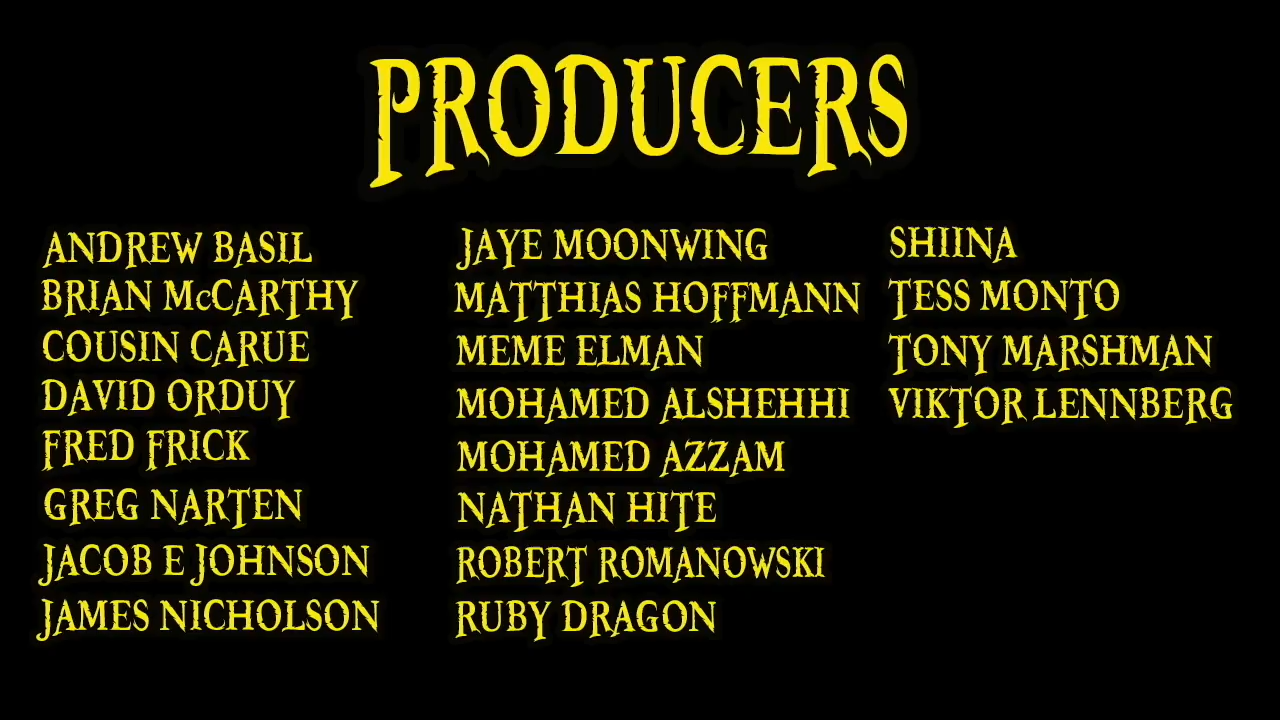 PRODUCERS
ANDREW BASIL
BRIAN McCARTHY
COUSIN CARUE
DAVID ORDUY
FRED FRICK
GREG NARTEN
JACOB E JOHNSON
JAMES NICHOLSON
JAYE MOONWING
MATTHIAS HOFFMANN
MEME ELMAN
MOHAMED ALSHEHHI
MOHAMED AZZAM
NATHAN HITE
ROBERT ROMANOWSKI
RUBY DRAGON
SHIINA
TESS MONTO
TONY MARSHMAN
VIKTOR LENNBERG